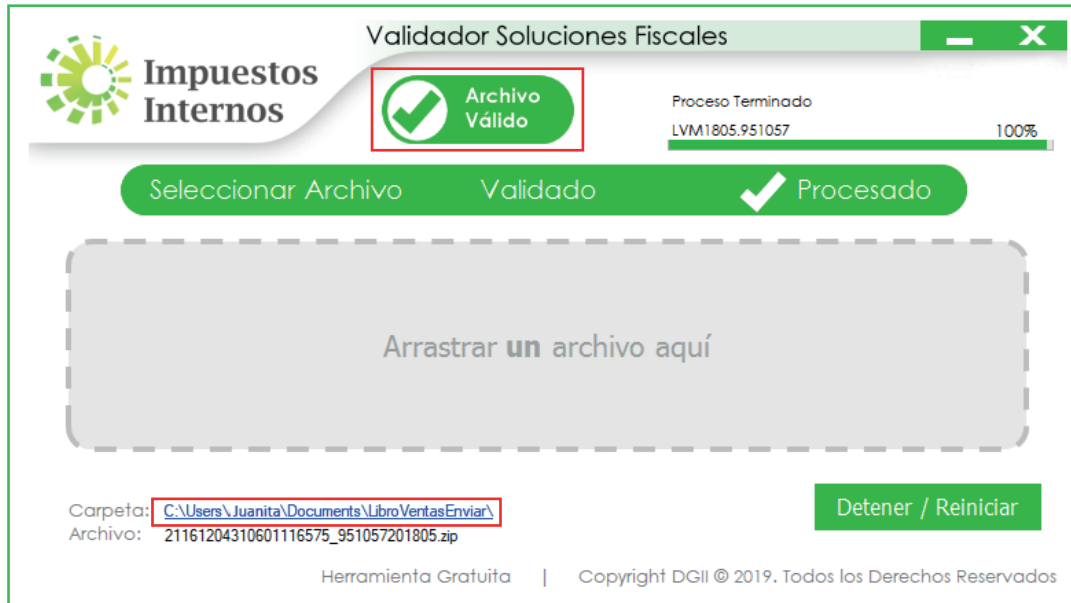 Validador Soluciones Fiscales
Impuestos
Internos
Archivo
Válido
Proceso Terminado
LVM1805.951057 100%
Seleccionar Archivo Validado Procesado
Arrastrar un archivo aquí
Carpeta: C:\Users\Juanita\Documents\LibroVentasEnviar\
Archivo: 21161204310601116575_951057201805.zip
Detener / Reiniciar
Herramienta Gratuita | Copyright DGII © 2019. Todos los Derechos Reservados